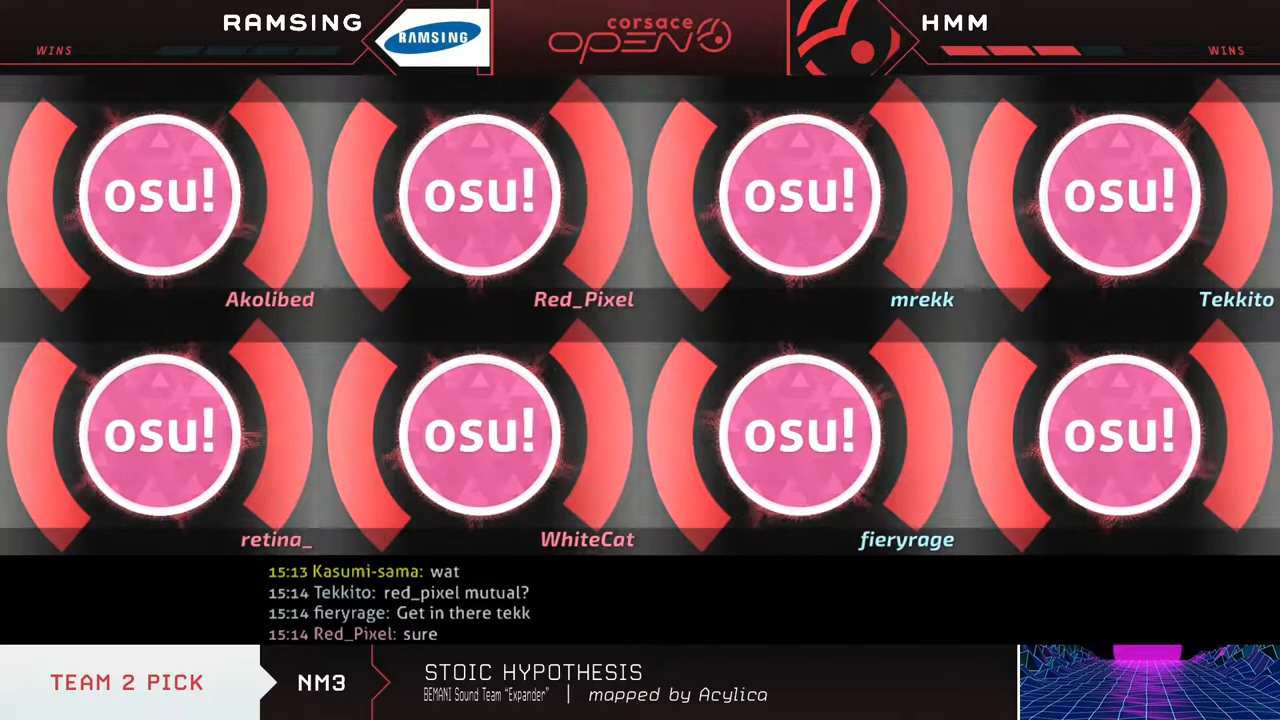 RAMSING
WINS
RAMSING
corsace
OPEN
HMM
WINS
osu!
osu!
osu!
osu!
Akolibed
Red_Pixel
mrekk
Tekkito
osu!
osu!
osu!
osu!
retina_
WhiteCat
fieryrage
15:13 Kasumi-sama: wat
15:14 Tekkito: red_pixel mutual?
15:14 fieryrage: Get in there tekk
15:14 Red_Pixel: sure
TEAM 2 PICK
NM3
STOIC HYPOTHESIS
BEMANI Sound Team "Expander" | mapped by Acylica